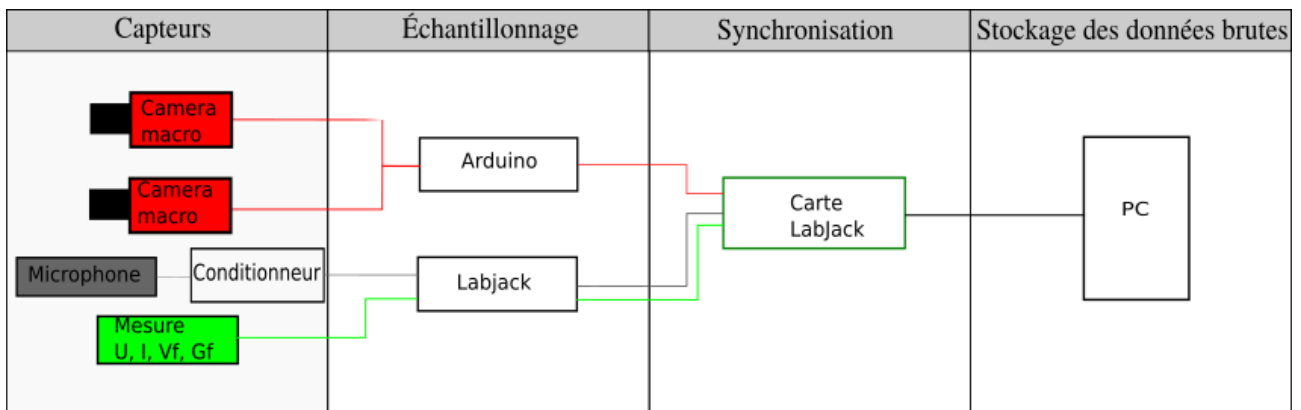 Capteurs
Échantillonnage
Synchronisation
Stockage des données brutes
Camera
macro
Camera
macro
Microphone
Conditionneur
Mesure
U, I, Vf, Gf
Arduino
Labjack
Carte
LabJack
PC